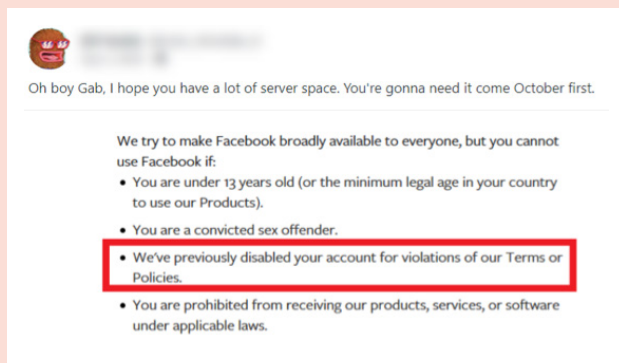 Oh boy Gab, I hope you have a lot of server space. You're gonna need it come October first.
We try to make Facebook broadly available to everyone, but you cannot
use Facebook if:
• You are under 13 years old (or the minimum legal age in your country
to use our Products).
• You are a convicted sex offender.
• We've previously disabled your account for violations of our Terms or
Policies.
• You are prohibited from receiving our products, services, or software
under applicable laws.